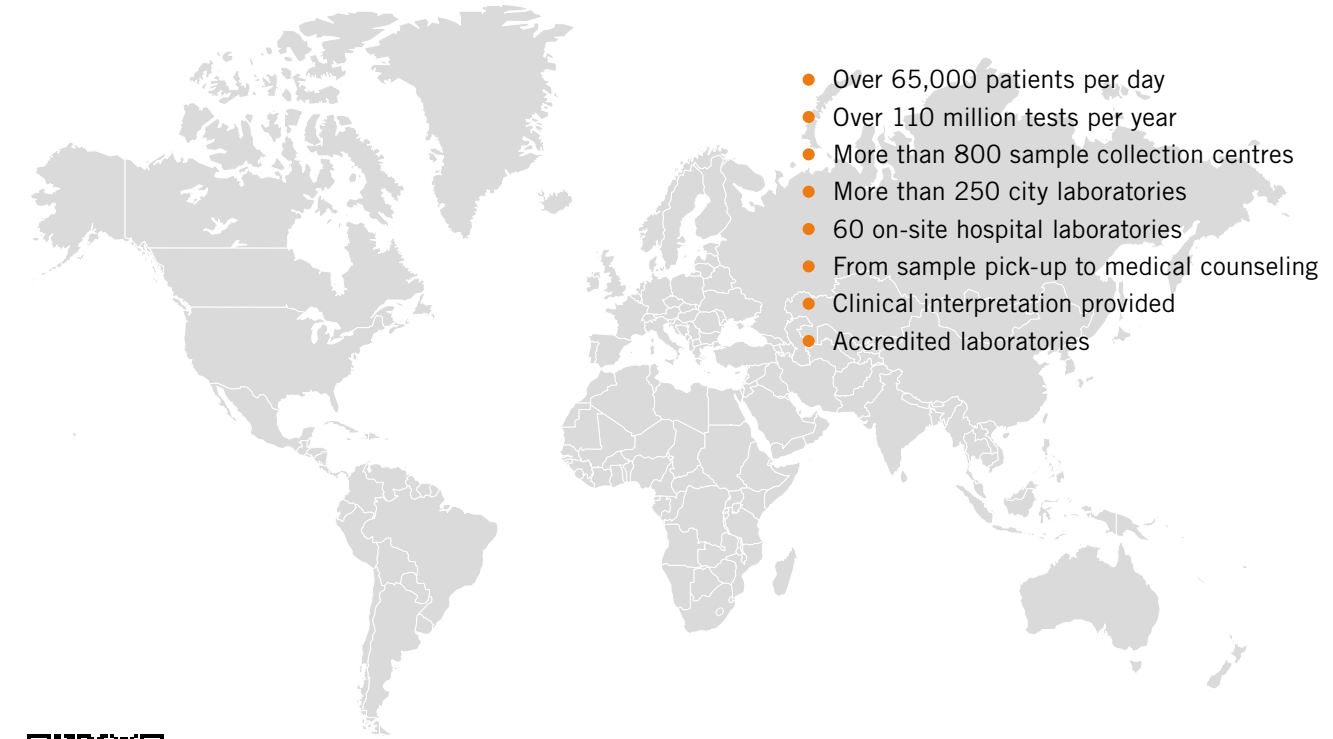 • Over 65,000 patients per day
• Over 110 million tests per year
• More than 800 sample collection centres
• More than 250 city laboratories
• 60 on-site hospital laboratories
• From sample pick-up to medical counseling
• Clinical interpretation provided
• Accredited laboratories